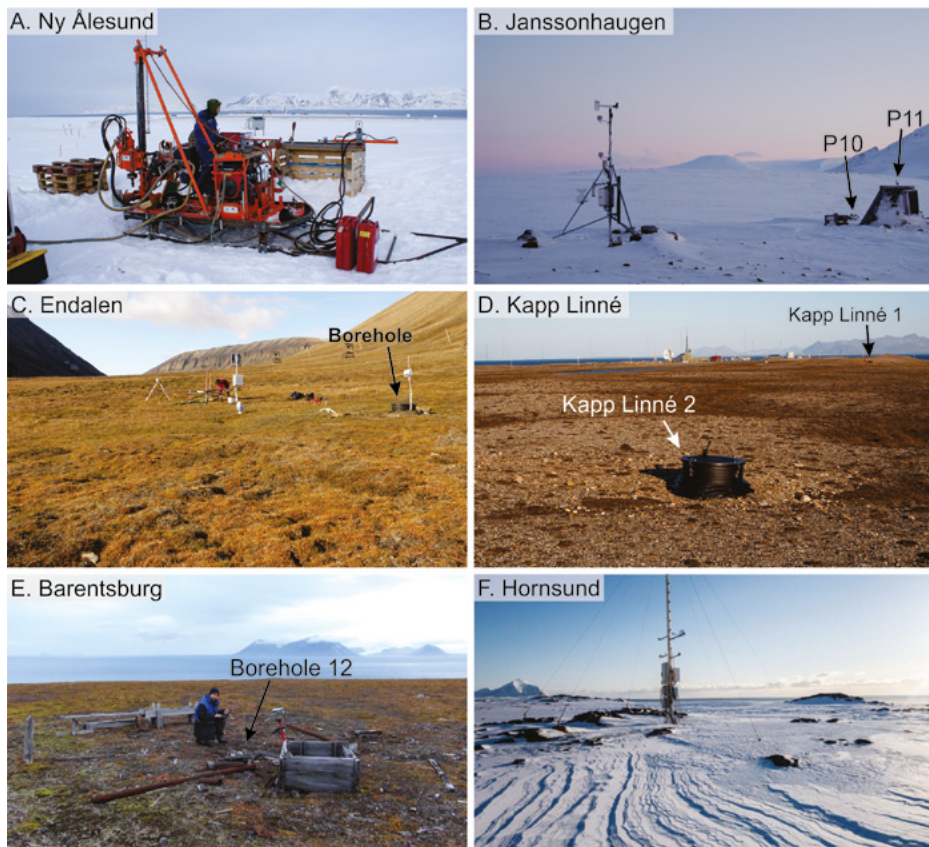 A. Ny Ålesund
B. Janssonhaugen
P10
P11
C. Endalen
Borehole
D. Kapp Linné
Kapp Linné 1
Kapp Linné 2
E. Barentsburg
Borehole 12
F. Hornsund